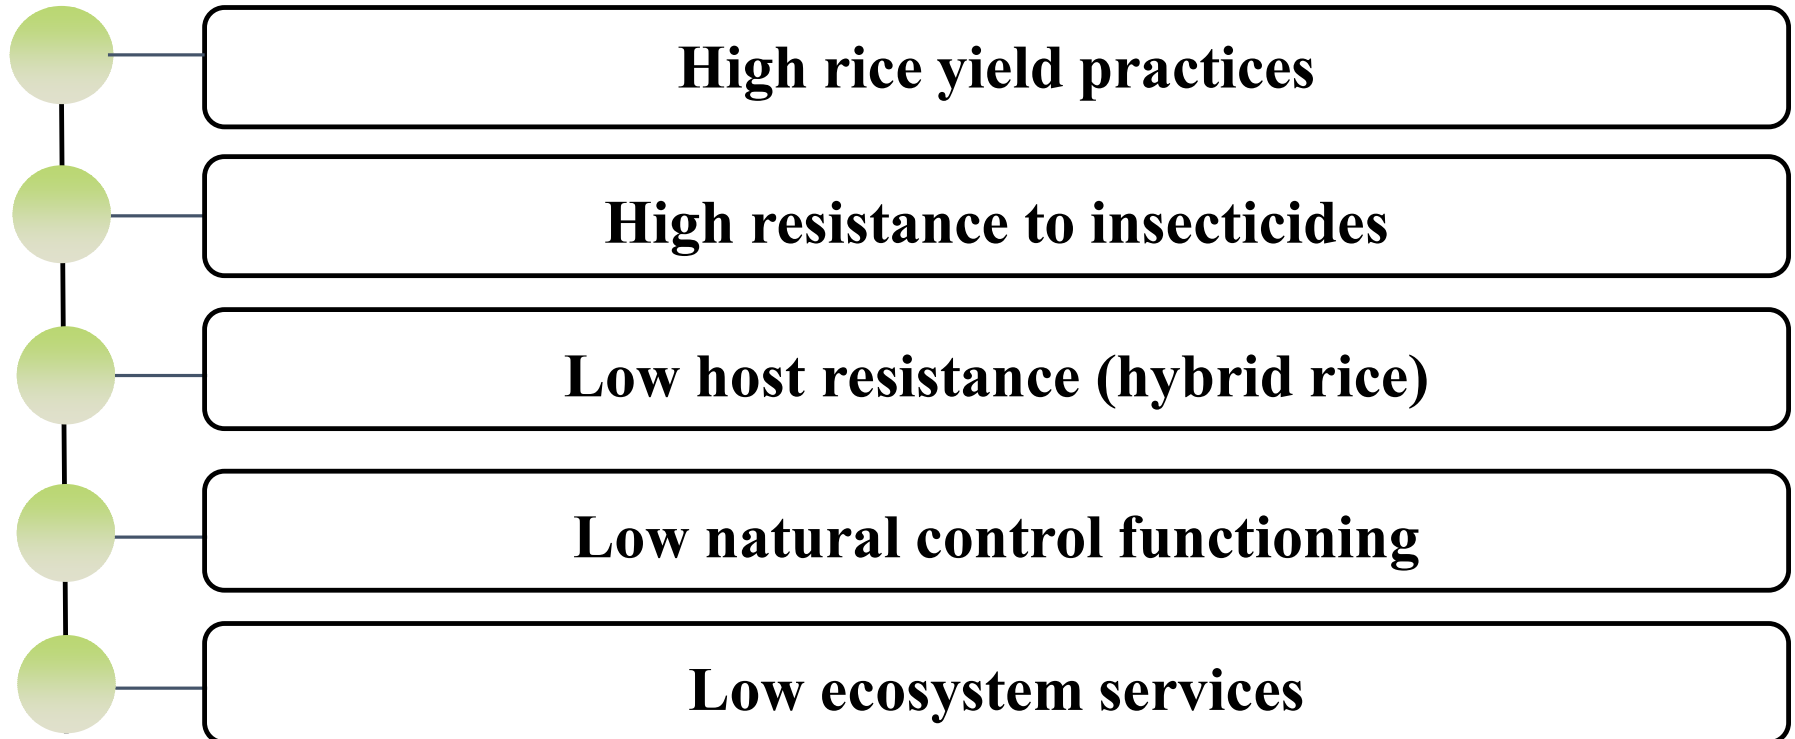 High rice yield practices
High resistance to insecticides
Low host resistance (hybrid rice)
Low natural control functioning
Low ecosystem services